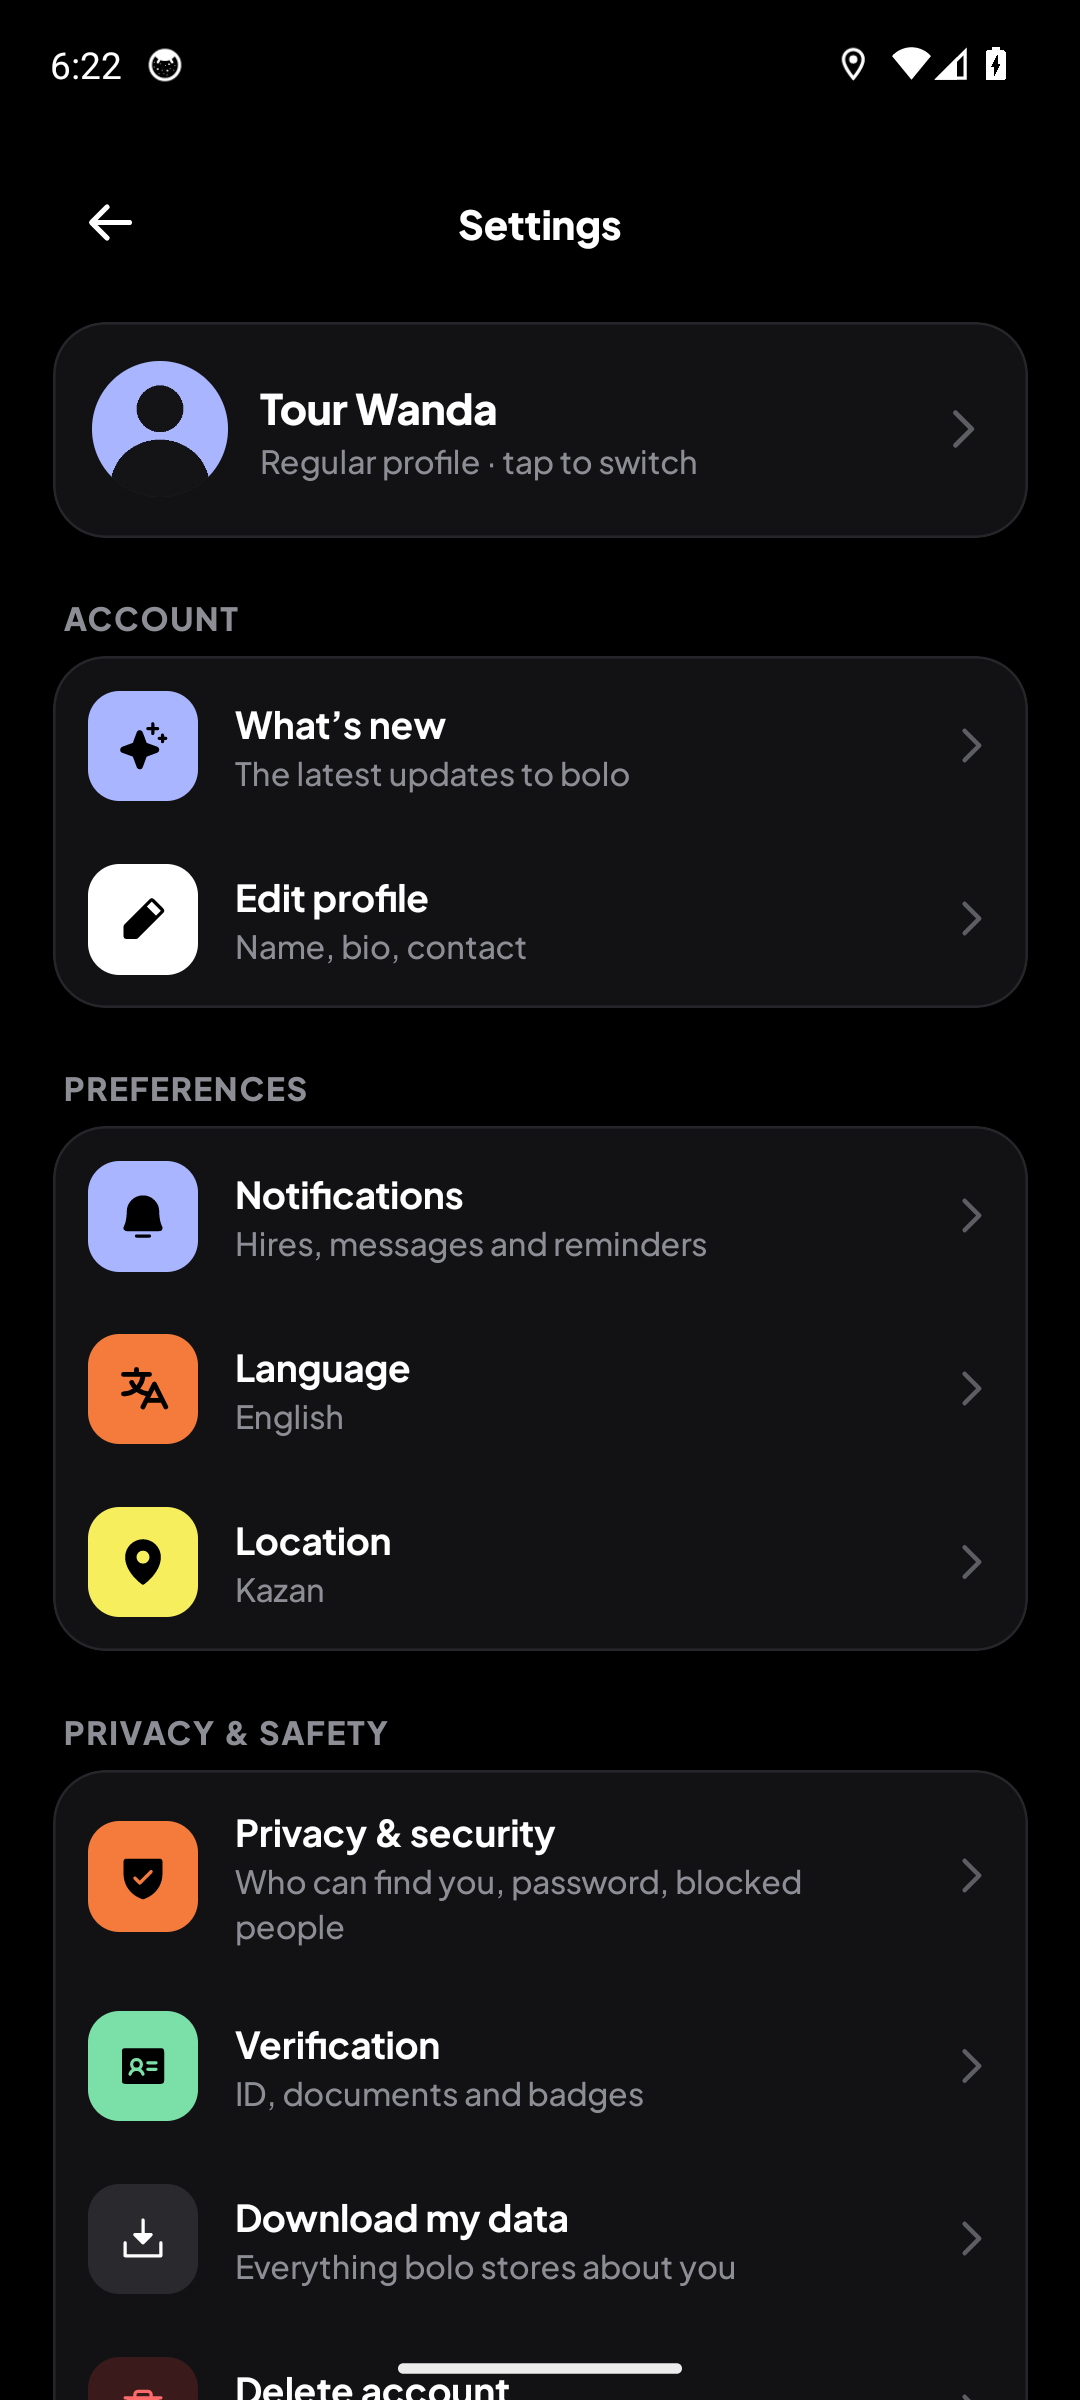 6:22
Settings
Tour Wanda
Regular profile · tap to switch
ACCOUNT
What’s new
The latest updates to bolo
Edit profile
Name, bio, contact
PREFERENCES
Notifications
Hires, messages and reminders
Language
English
Location
Kazan
PRIVACY & SAFETY
Privacy & security
Who can find you, password, blocked
people
Verification
ID, documents and badges
Download my data
Everything bolo stores about you
Delete account